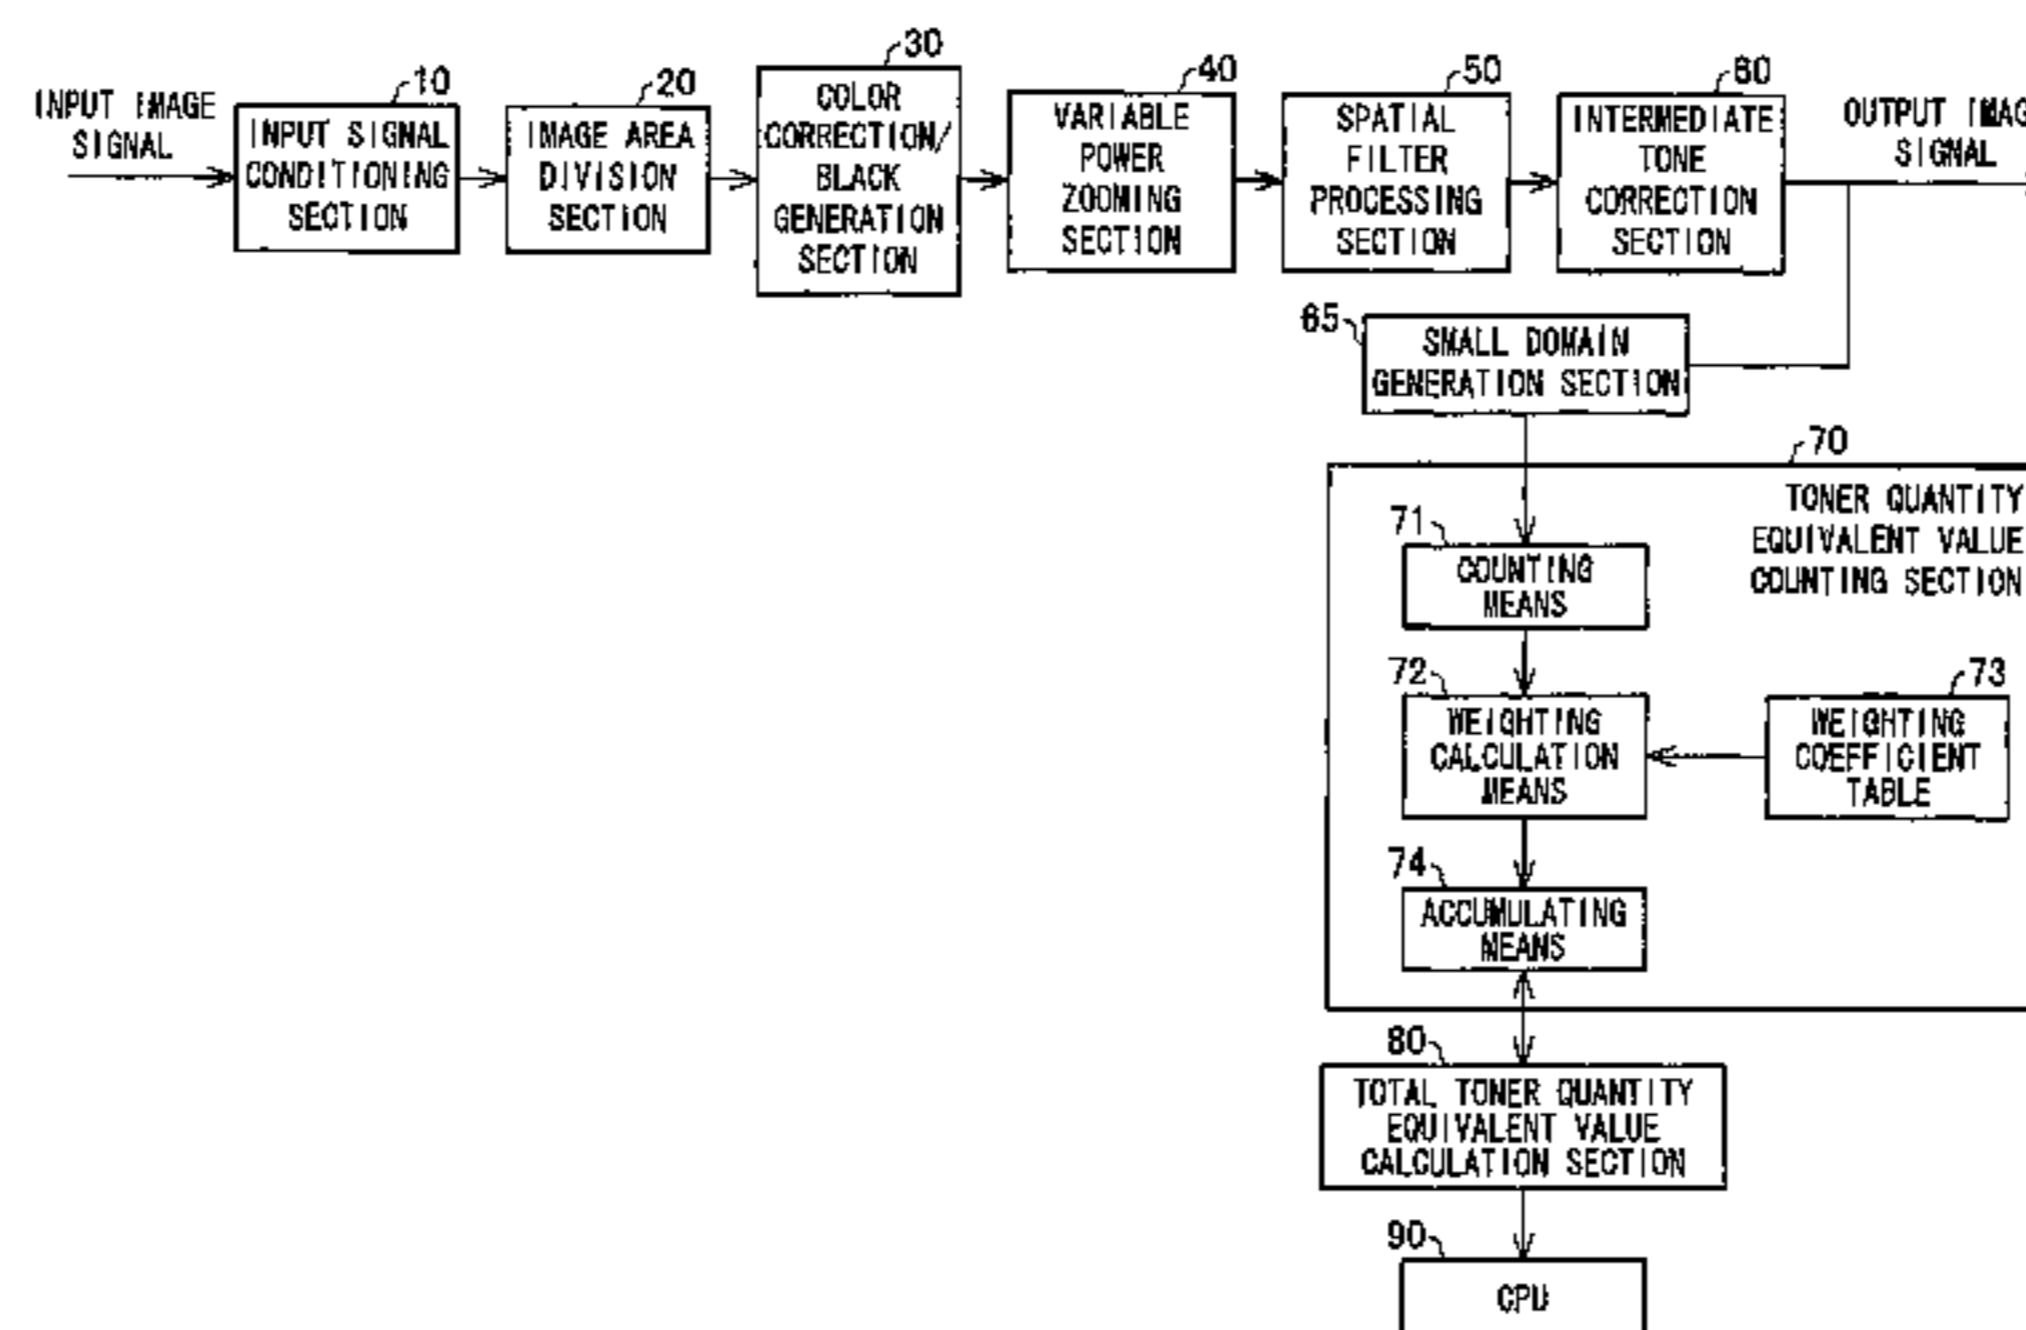 INPUT IMAGE
SIGNAL
10
INPUT SIGNAL
CONDITIONING
SECTION
20
IMAGE AREA
DIVISION
SECTION
30
COLOR
CORRECTION/
BLACK
GENERATION
SECTION
40
VARIABLE
POWER
ZOOMING
SECTION
50
SPATIAL
FILTER
PROCESSING
SECTION
60
INTERMEDIATE
TONE
CORRECTION
SECTION
OUTPUT IMAG
SIGNAL
65
SMALL DOMAIN
GENERATION SECTION
70
TONER QUANTITY
EQUIVALENT VALUE
COUNTING SECTION
71
COUNTING
MEANS
72
WEIGHTING
CALCULATION
MEANS
73
WEIGHTING
COEFFICIENT
TABLE
74
ACCUMULATING
MEANS
80
TOTAL TONER QUANTITY
EQUIVALENT VALUE
CALCULATION SECTION
90
CPU